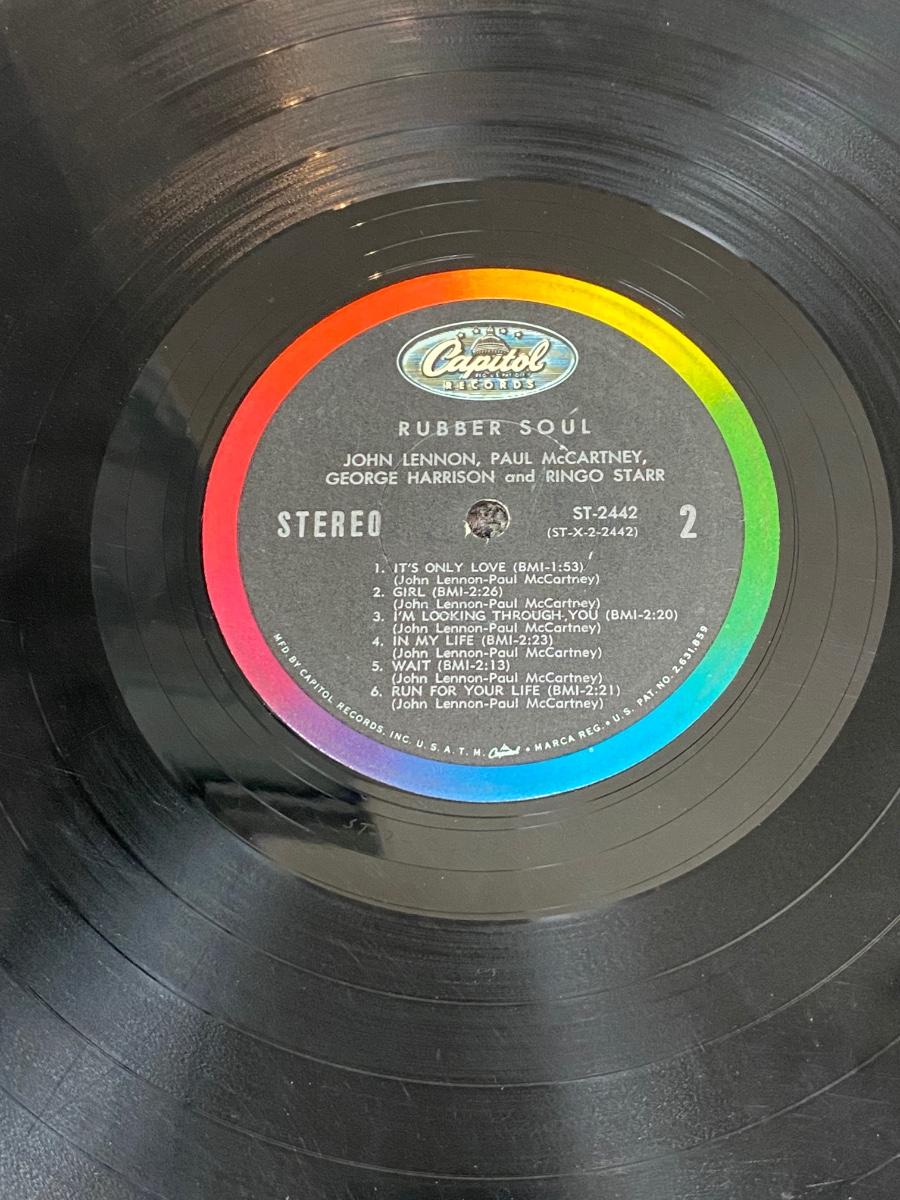 Capitol
RECORDS
RUBBER SOUL
JOHN LENNON, PAUL McCARTNEY,
GEORGE HARRISON and RINGO STARR
STEREO
ST-2442
(ST-X-2-2442)
2
1. IT'S ONLY LOVE (BMI-1:53)
(John Lennon-Paul McCartney)
2. GIRL (BMI-2:26)
(John Lennon-Paul McCartney)
3. I'M LOOKING THROUGH YOU (BMI-2:20)
(John Lennon-Paul McCartney)
4. IN MY LIFE (BMI-2:23)
(John Lennon-Paul McCartney)
5. WAIT (BMI-2:13)
(John Lennon-Paul McCartney)
6. RUN FOR YOUR LIFE (BMI-2:21)
(John Lennon-Paul McCartney)
MFD. BY CAPITOL RECORDS, INC. U.S.A. T.M. Capitol • MARCA REG. • U.S. PAT. NO. 2,631,859